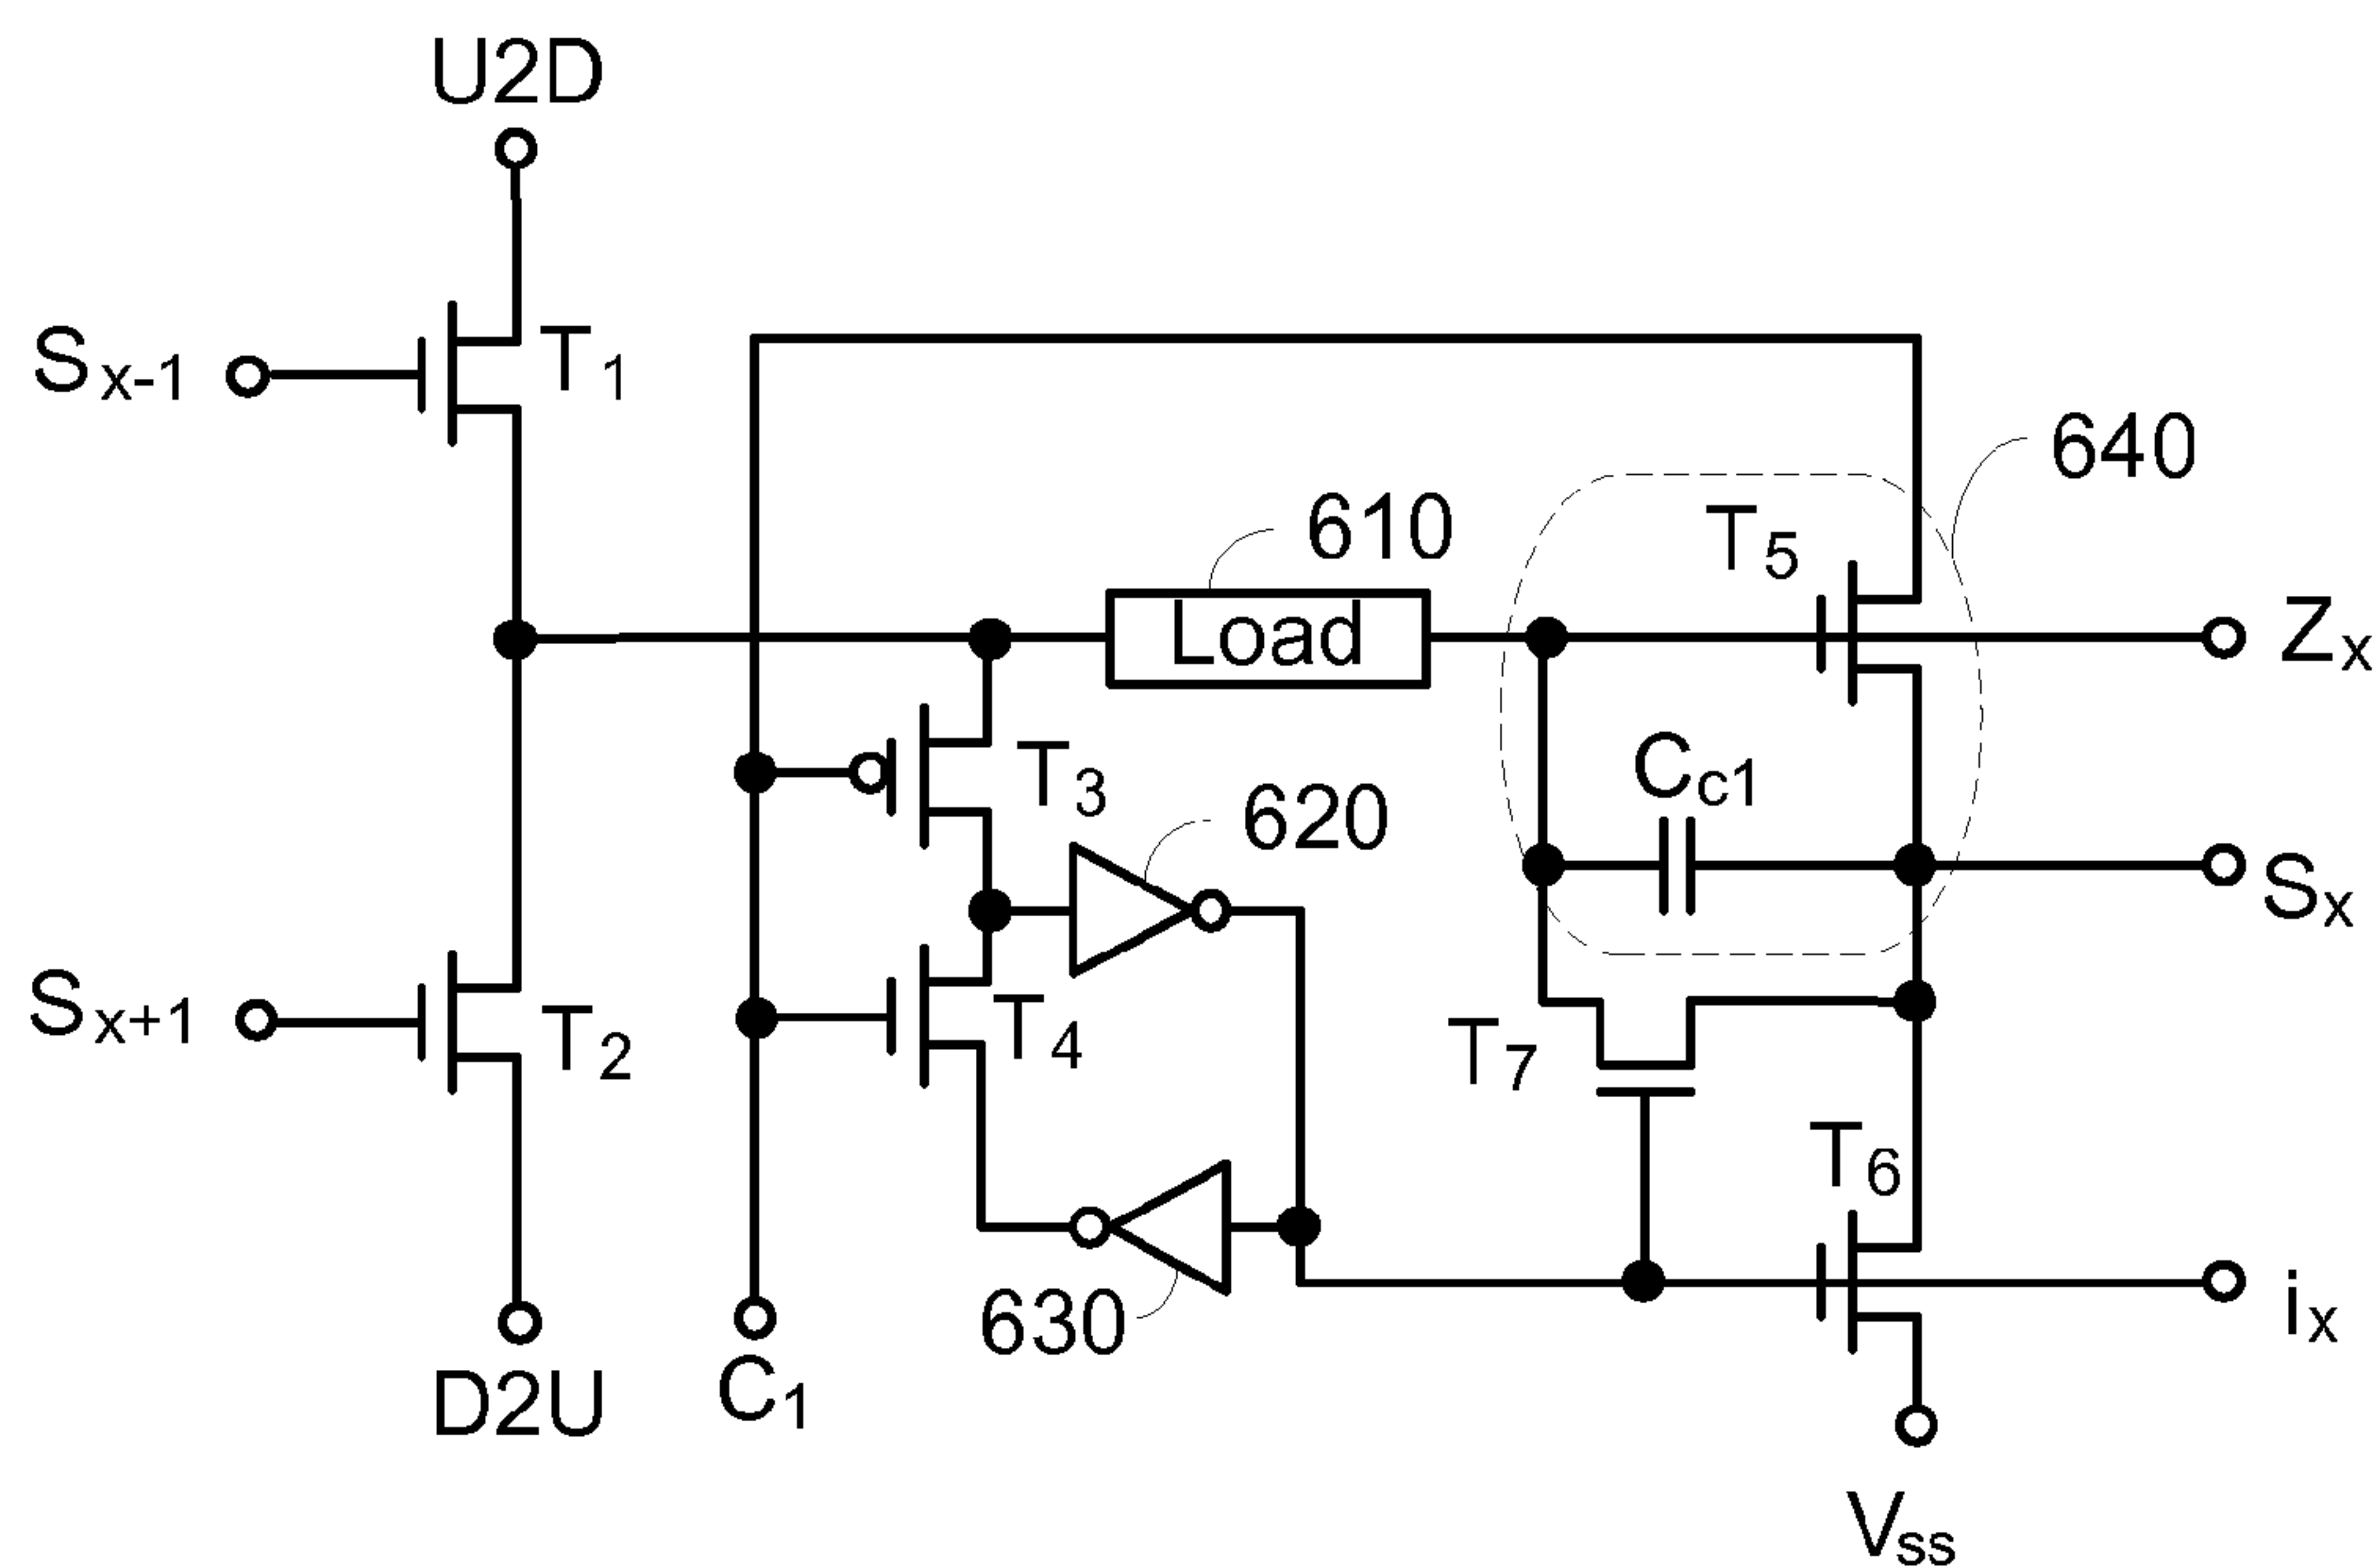 U2D
Sx-1
T1
640
610
T5
Load
Zx
T3
Cc1
620
Sx
Sx+1
T2
T4
T7
T6
630
ix
D2U
C1
Vss